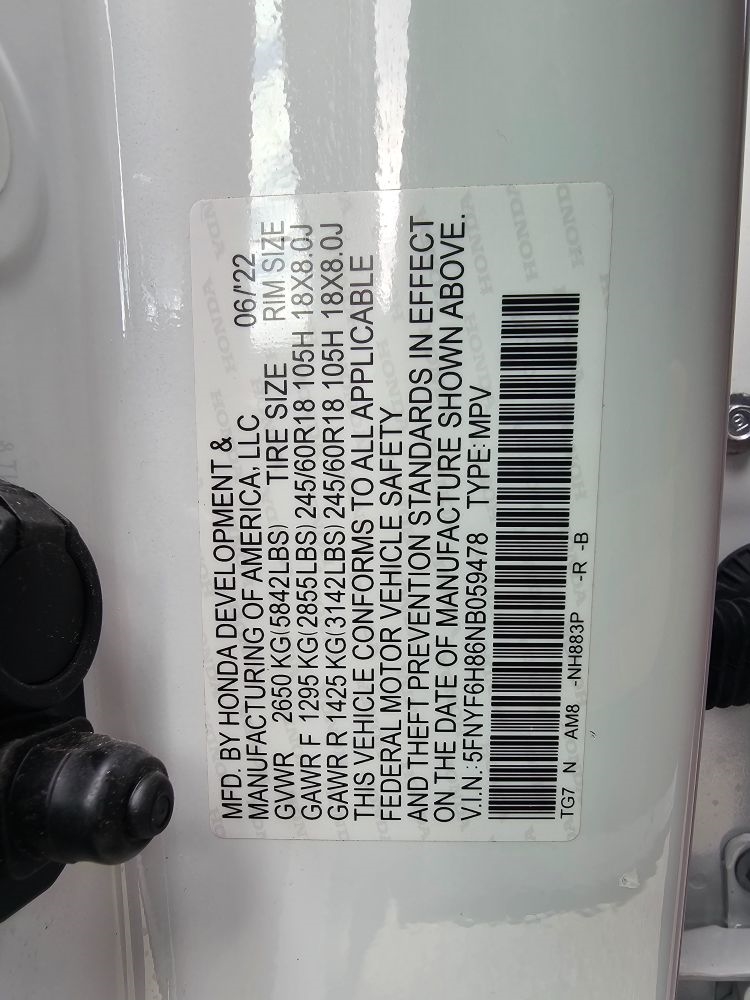 MFD. BY HONDA DEVELOPMENT &
MANUFACTURING OF AMERICA, LLC 06/'22
GVWR 2650 KG(5842LBS) TIRE SIZE RIM SIZE
GAWR F 1295 KG(2855LBS) 245/60R18 105H 18X8.0J
GAWR R 1425 KG(3142LBS) 245/60R18 105H 18X8.0J
THIS VEHICLE CONFORMS TO ALL APPLICABLE
FEDERAL MOTOR VEHICLE SAFETY
AND THEFT PREVENTION STANDARDS IN EFFECT
ON THE DATE OF MANUFACTURE SHOWN ABOVE.
V.I.N.:5FNYF6H86NB059478 TYPE:MPV
TG7 N AM8 -NH883P -R -B